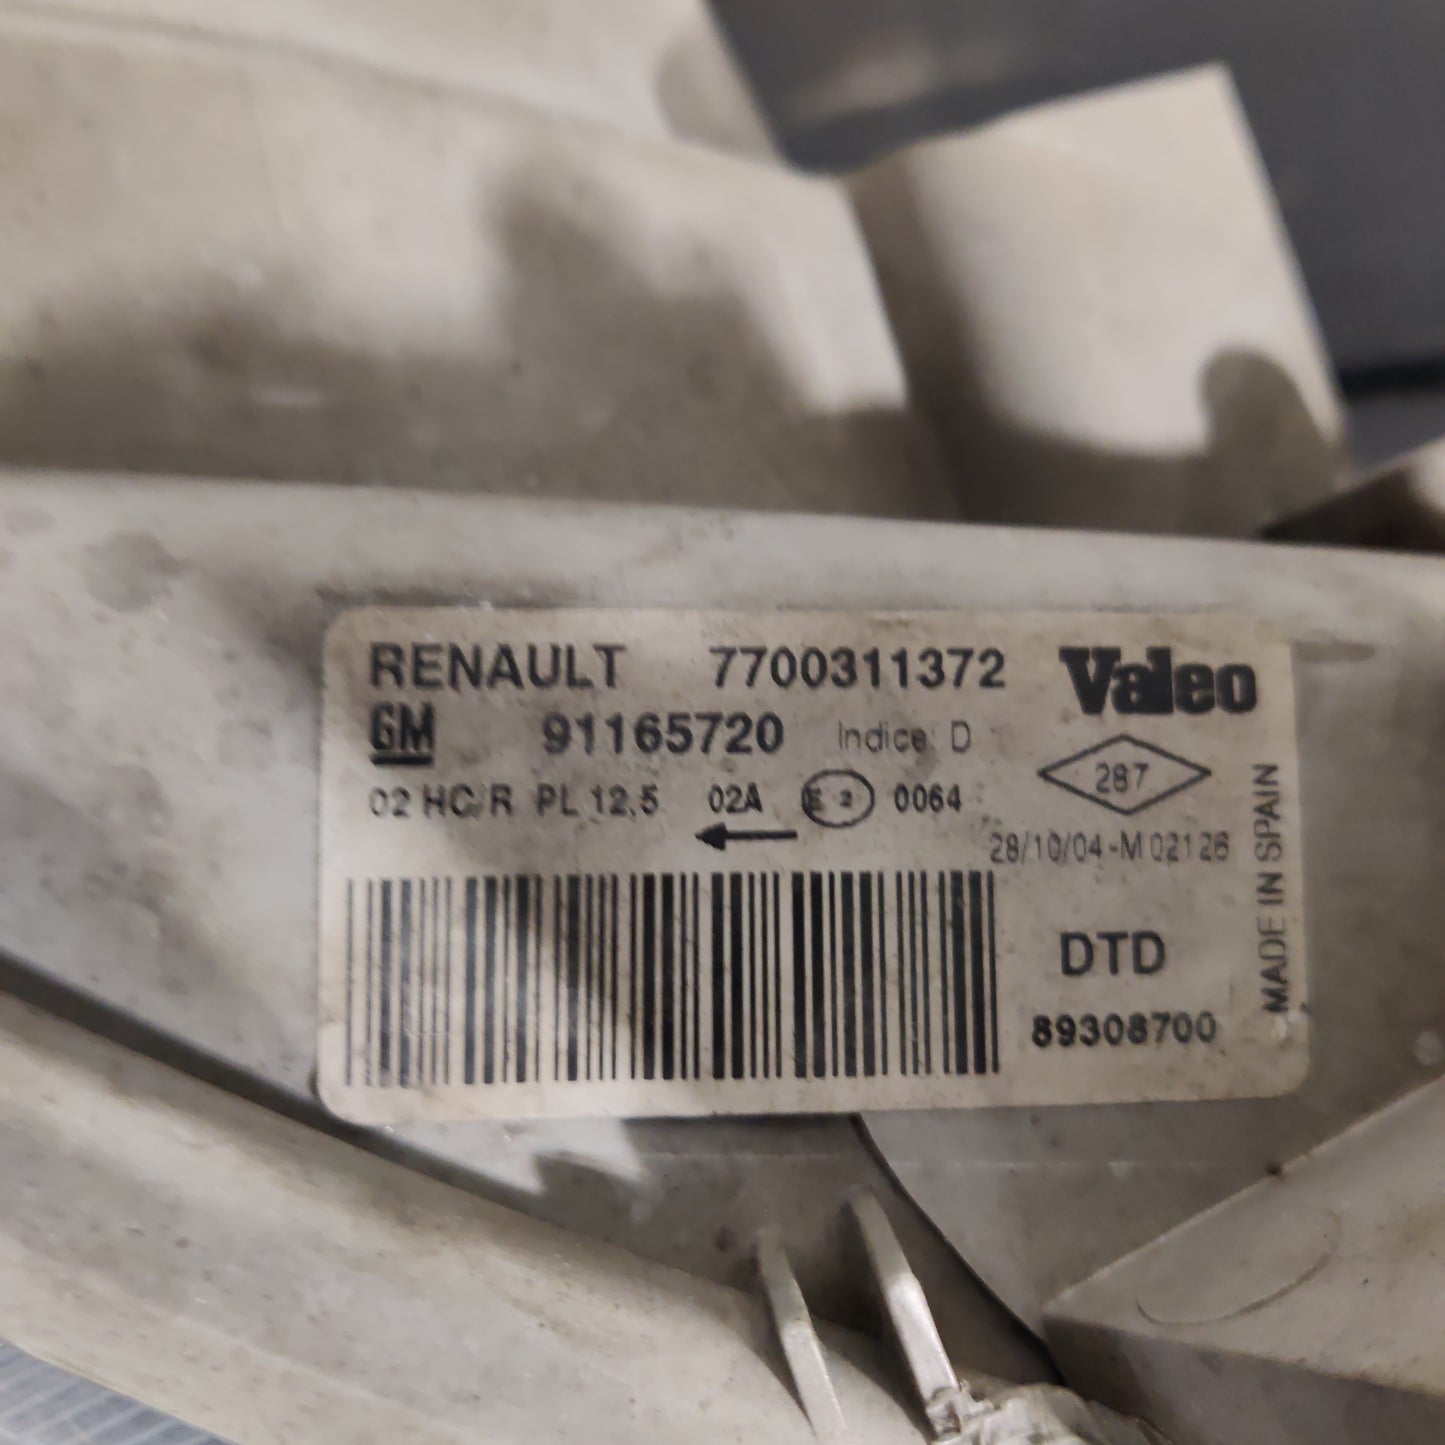 RENAULT 7700311372 Valeo
GM 91165720 Indice: D
287
02 HC/R PL 12,5 02A E 2 0064
28/10/04-M 02126
DTD
89308700
MADE IN SPAIN